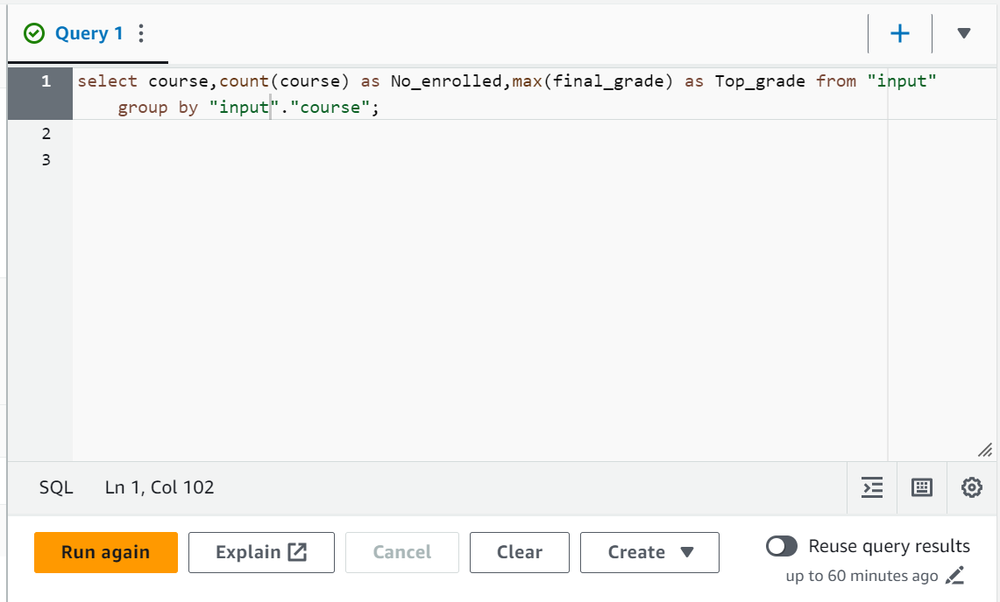 Query 1
1 select course,count(course) as No_enrolled,max(final_grade) as Top_grade from "input"
group by "input"."course";
2
3
SQL Ln 1, Col 102
Run again Explain Cancel Clear Create Reuse query results
up to 60 minutes ago